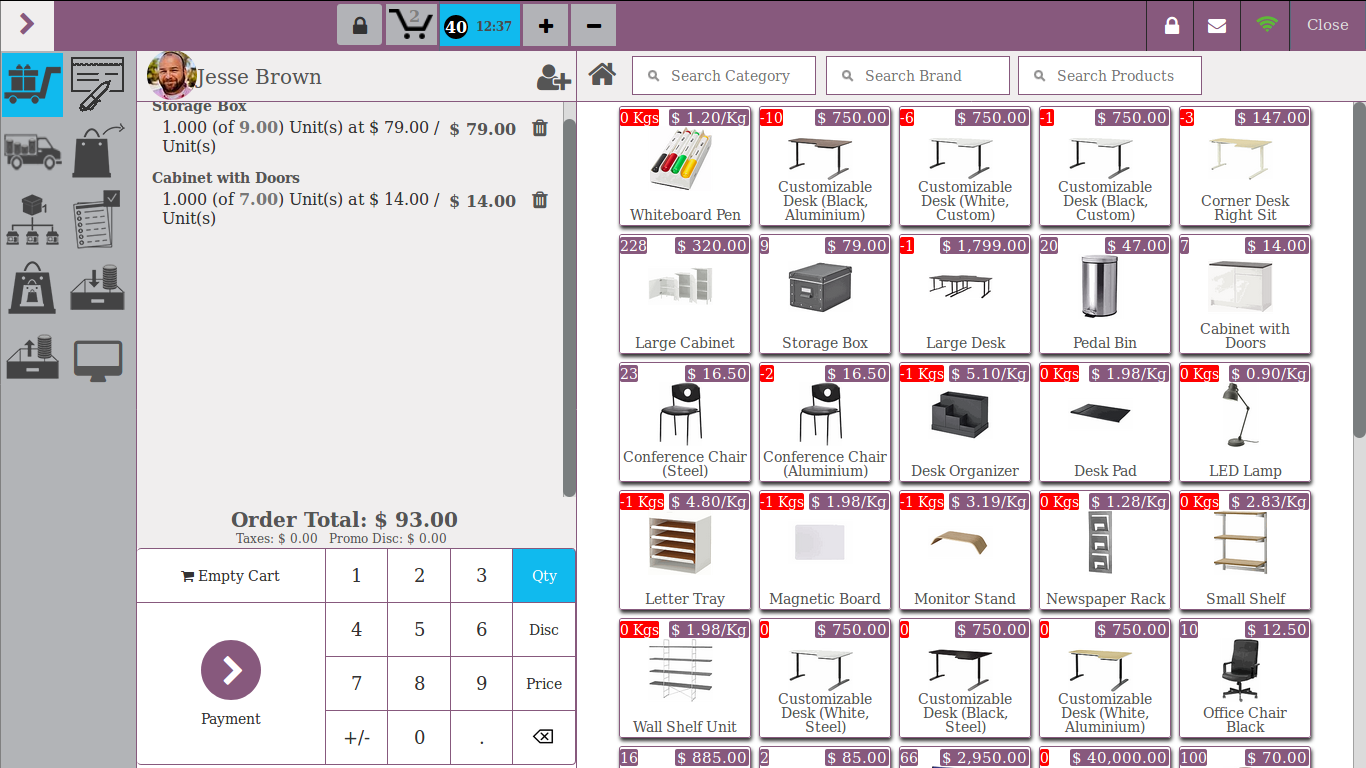 2
40 12:37
Close
Jesse Brown
Search Category
Search Brand
Search Products
Storage Box
1.000 (of 9.00) Unit(s) at $ 79.00 / Unit(s)
$ 79.00
Cabinet with Doors
1.000 (of 7.00) Unit(s) at $ 14.00 / Unit(s)
$ 14.00
Order Total: $ 93.00
Taxes: $ 0.00 Promo Disc: $ 0.00
Empty Cart
1 2 3 Qty
4 5 6 Disc
7 8 9 Price
+/- 0 .
Payment
0 Kgs $ 1.20/Kg
Whiteboard Pen
-10 $ 750.00
Customizable
Desk (Black,
Aluminium)
-6 $ 750.00
Customizable
Desk (White,
Custom)
-1 $ 750.00
Customizable
Desk (Black,
Custom)
-3 $ 147.00
Corner Desk
Right Sit
228 $ 320.00
Large Cabinet
9 $ 79.00
Storage Box
-1 $ 1,799.00
Large Desk
20 $ 47.00
Pedal Bin
7 $ 14.00
Cabinet with
Doors
23 $ 16.50
Conference Chair
(Steel)
-2 $ 16.50
Conference Chair
(Aluminium)
-1 Kgs $ 5.10/Kg
Desk Organizer
0 Kgs $ 1.98/Kg
Desk Pad
0 Kgs $ 0.90/Kg
LED Lamp
-1 Kgs $ 4.80/Kg
Letter Tray
-1 Kgs $ 1.98/Kg
Magnetic Board
-1 Kgs $ 3.19/Kg
Monitor Stand
0 Kgs $ 1.28/Kg
Newspaper Rack
0 Kgs $ 2.83/Kg
Small Shelf
0 Kgs $ 1.98/Kg
Wall Shelf Unit
0 $ 750.00
Customizable
Desk (White,
Steel)
0 $ 750.00
Customizable
Desk (Black,
Steel)
0 $ 750.00
Customizable
Desk (White,
Aluminium)
10 $ 12.50
Office Chair
Black
16 $ 885.00
2 $ 85.00
66 $ 2,950.00
0 $ 40,000.00
100 $ 70.00